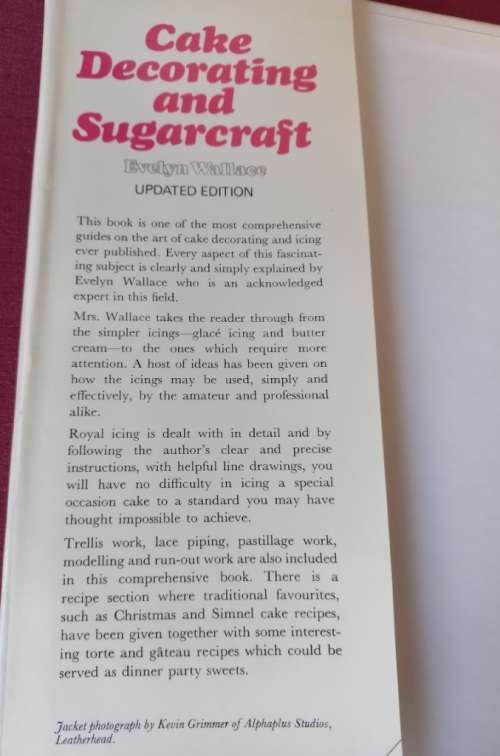 Cake
Decorating
and
Sugarcraft
Evelyn Wallace
UPDATED EDITION
This book is one of the most comprehensive
guides on the art of cake decorating and icing
ever published. Every aspect of this fascinat-
ing subject is clearly and simply explained by
Evelyn Wallace who is an acknowledged
expert in this field.
Mrs. Wallace takes the reader through from
the simpler icings—glacé icing and butter
cream—to the ones which require more
attention. A host of ideas has been given on
how the icings may be used, simply and
effectively, by the amateur and professional
alike.
Royal icing is dealt with in detail and by
following the author's clear and precise
instructions, with helpful line drawings, you
will have no difficulty in icing a special
occasion cake to a standard you may have
thought impossible to achieve.
Trellis work, lace piping, pastillage work,
modelling and run-out work are also included
in this comprehensive book. There is a
recipe section where traditional favourites,
such as Christmas and Simnel cake recipes,
have been given together with some interest-
ing torte and gâteau recipes which could be
served as dinner party sweets.
Jacket photograph by Kevin Grimmer of Alphaplus Studios,
Leatherhead.